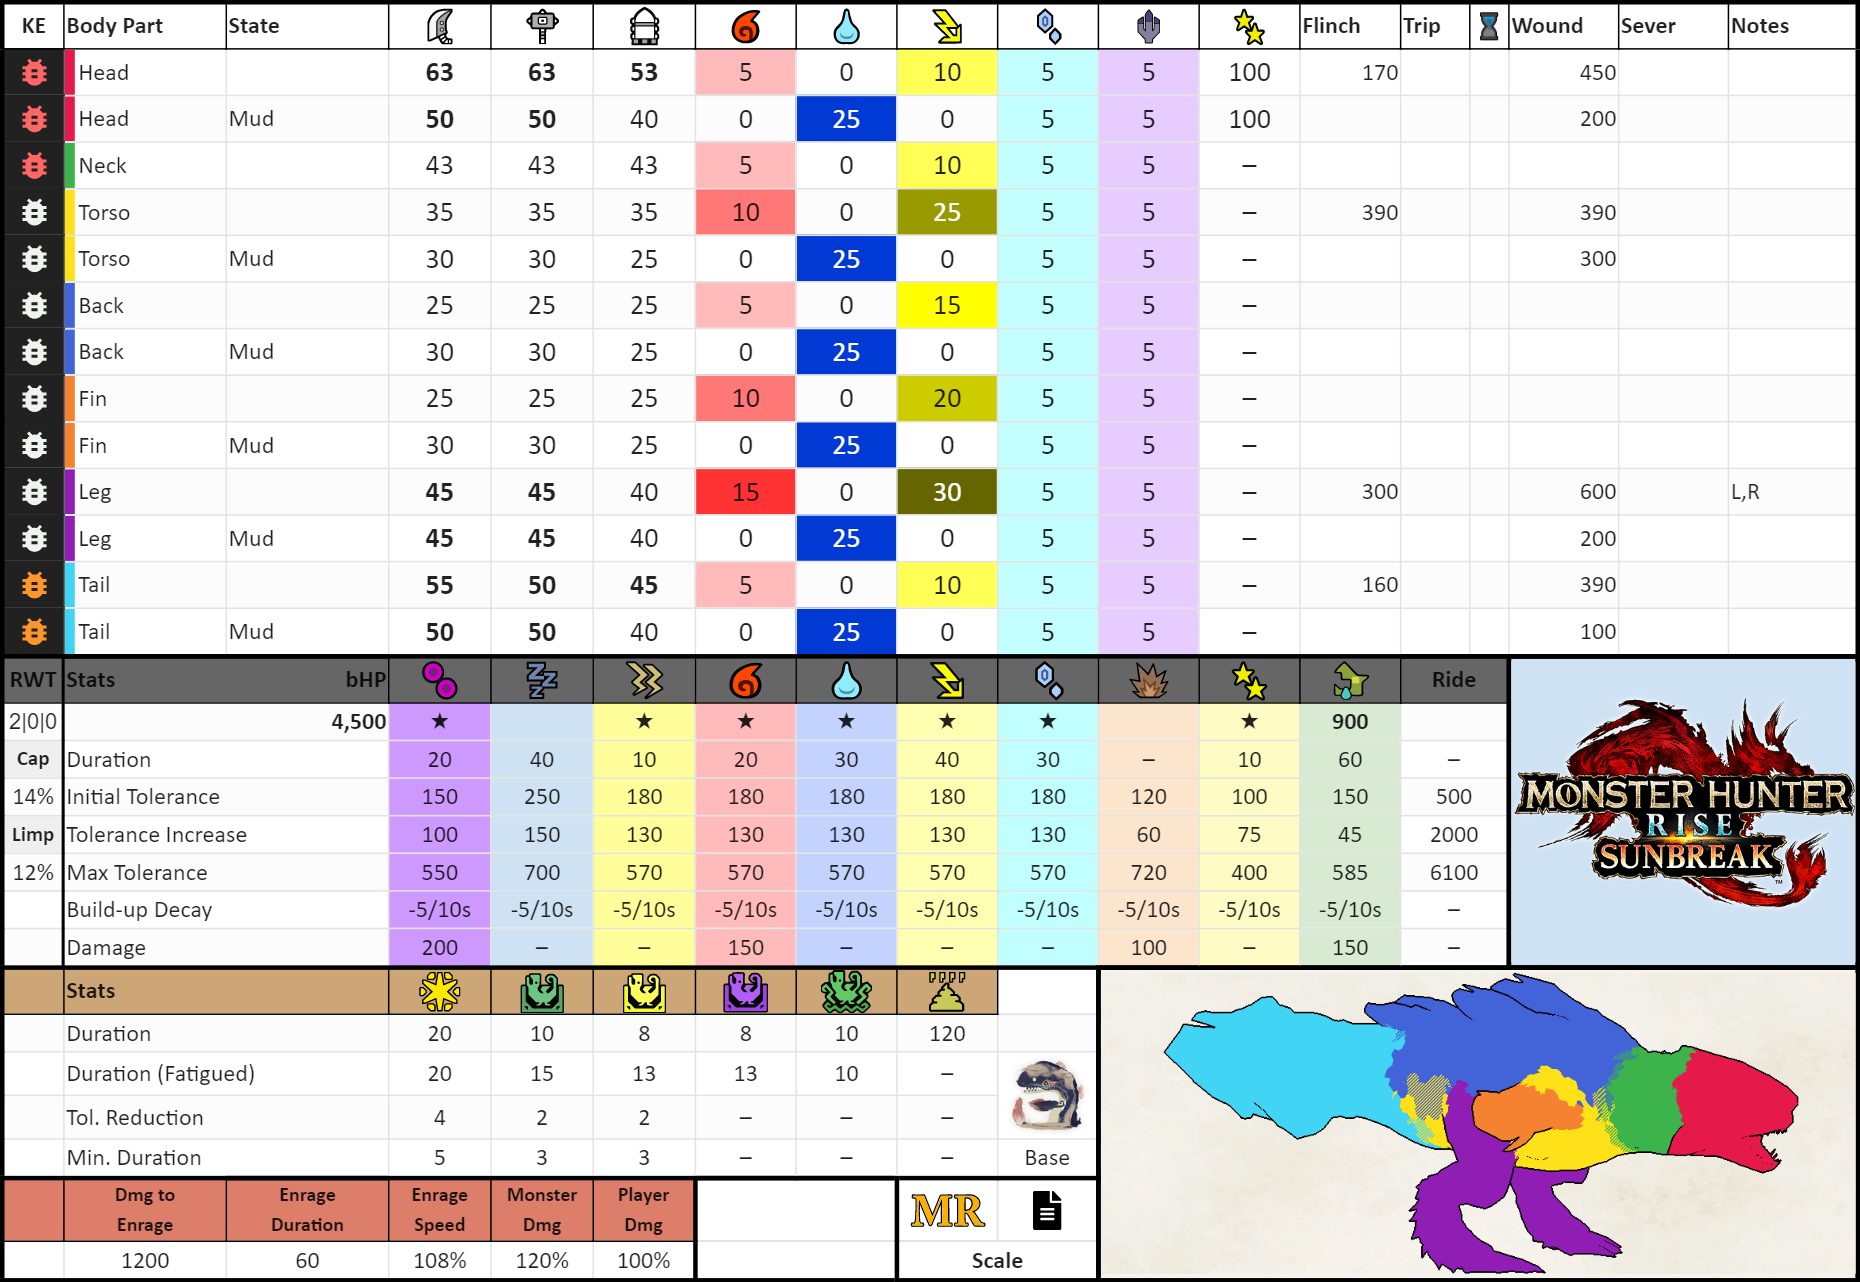 KE Body Part State Flinch Trip Wound Sever Notes
Head 63 63 53 5 0 10 5 5 100 170 450
Head Mud 50 50 40 0 25 0 5 5 100 200
Neck 43 43 43 5 0 10 5 5 –
Torso 35 35 35 10 0 25 5 5 – 390 390
Torso Mud 30 30 25 0 25 0 5 5 – 300
Back 25 25 25 5 0 15 5 5 –
Back Mud 30 30 25 0 25 0 5 5 –
Fin 25 25 25 10 0 20 5 5 –
Fin Mud 30 30 25 0 25 0 5 5 –
Leg 45 45 40 15 0 30 5 5 – 300 600 L,R
Leg Mud 45 45 40 0 25 0 5 5 – 200
Tail 55 50 45 5 0 10 5 5 – 160 390
Tail Mud 50 50 40 0 25 0 5 5 – 100
RWT Stats bHP Ride
2|0|0 4,500 ★ ★ ★ ★ ★ ★ ★ 900
Cap Duration 20 40 10 20 30 40 30 – 10 60 –
14% Initial Tolerance 150 250 180 180 180 180 180 120 100 150 500
Limp Tolerance Increase 100 150 130 130 130 130 130 60 75 45 2000
12% Max Tolerance 550 700 570 570 570 570 570 720 400 585 6100
Build-up Decay -5/10s -5/10s -5/10s -5/10s -5/10s -5/10s -5/10s -5/10s -5/10s -5/10s –
Damage 200 – – 150 – – – 100 – 150 –
MONSTER HUNTER
RISE
SUNBREAK
™
Stats
Duration 20 10 8 8 10 120
Duration (Fatigued) 20 15 13 13 10 –
Tol. Reduction 4 2 2 – – –
Min. Duration 5 3 3 – – – Base
Dmg to Enrage Enrage Duration Enrage Speed Monster Dmg Player Dmg MR
1200 60 108% 120% 100% Scale